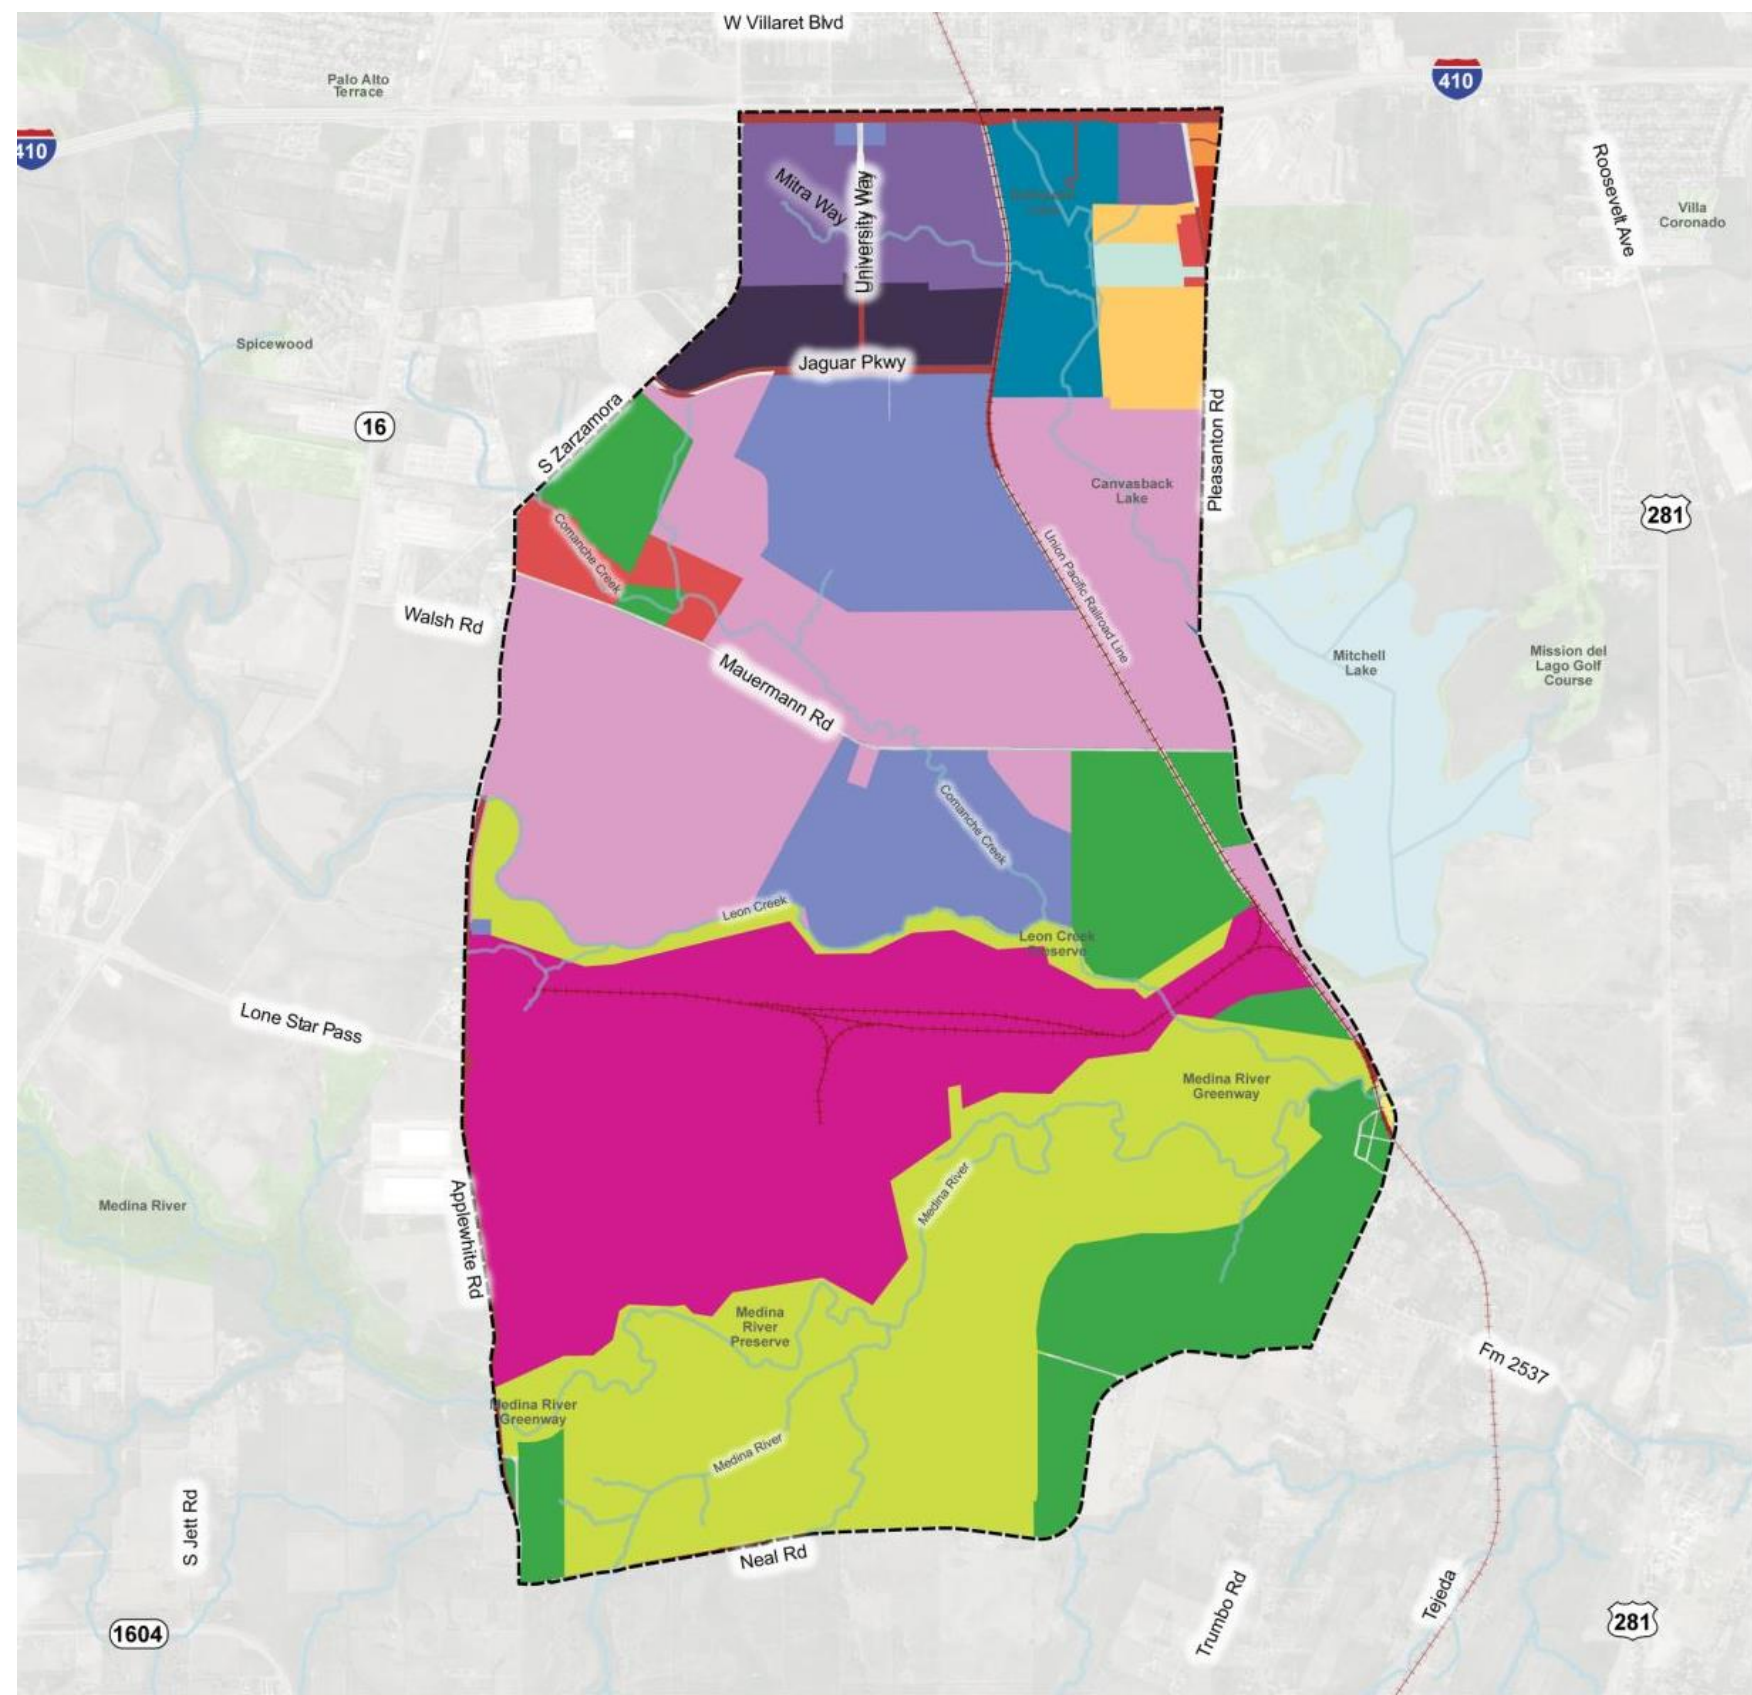 W Villaret Blvd
Palo Alto
Terrace
410
410
410
Roosevelt Ave
Villa
Coronado
Mitra Way
University Way
Spicewood
Jaguar Pkwy
16
S Zarzamora
Pleasanton Rd
Canvasback
Lake
281
Comanche Creek
Union Pacific Railroad Line
Walsh Rd
Mauermann Rd
Mitchell
Lake
Mission del
Lago Golf
Course
Comanche Creek
Leon Creek
Leon Creek
Preserve
Lone Star Pass
Medina River
Greenway
Medina River
Applewhite Rd
Medina River
Medina
River
Preserve
Fm 2537
Medina River
Greenway
Medina River
S Jett Rd
Neal Rd
Trumbo Rd
Tejeda
1604
281